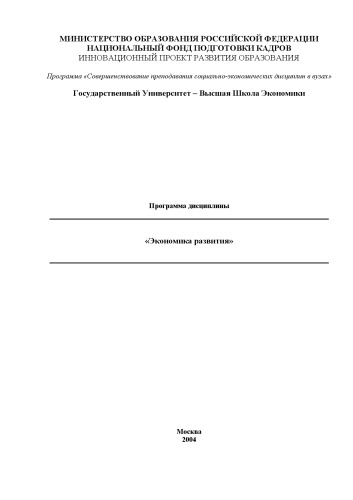 МИНИСТЕРСТВО ОБРАЗОВАНИЯ РОССИЙСКОЙ ФЕДЕРАЦИИ
НАЦИОНАЛЬНЫЙ ФОНД ПОДГОТОВКИ КАДРОВ
ИННОВАЦИОННЫЙ ПРОЕКТ РАЗВИТИЯ ОБРАЗОВАНИЯ
Программа «Совершенствование преподавания социально-экономических дисциплин в вузах»
Государственный Университет – Высшая Школа Экономики
Программа дисциплины
«Экономика развития»
Москва
2004